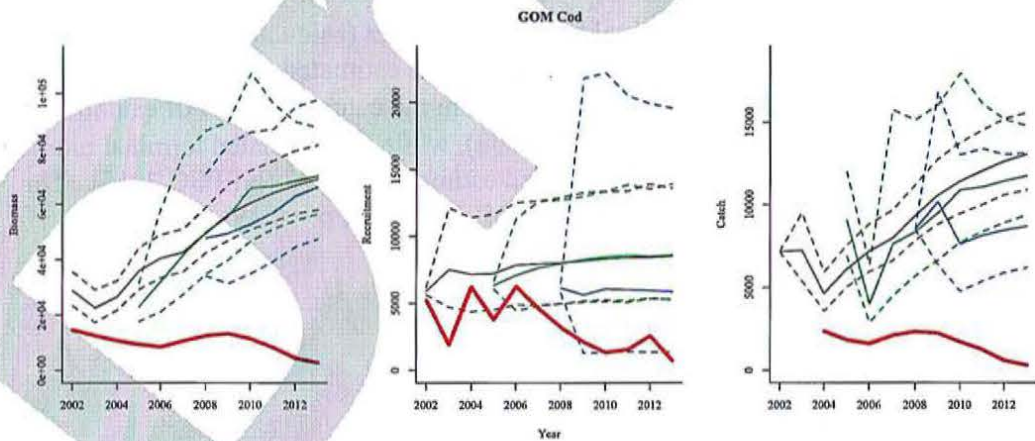 GOM Cod
Biomass
0e+00 2e+04 4e+04 6e+04 8e+04 1e+05
2002 2004 2006 2008 2010 2012
Recruitment
0 5000 10000 15000 20000
2002 2004 2006 2008 2010 2012
Year
Catch
0 5000 10000 15000
2002 2004 2006 2008 2010 2012